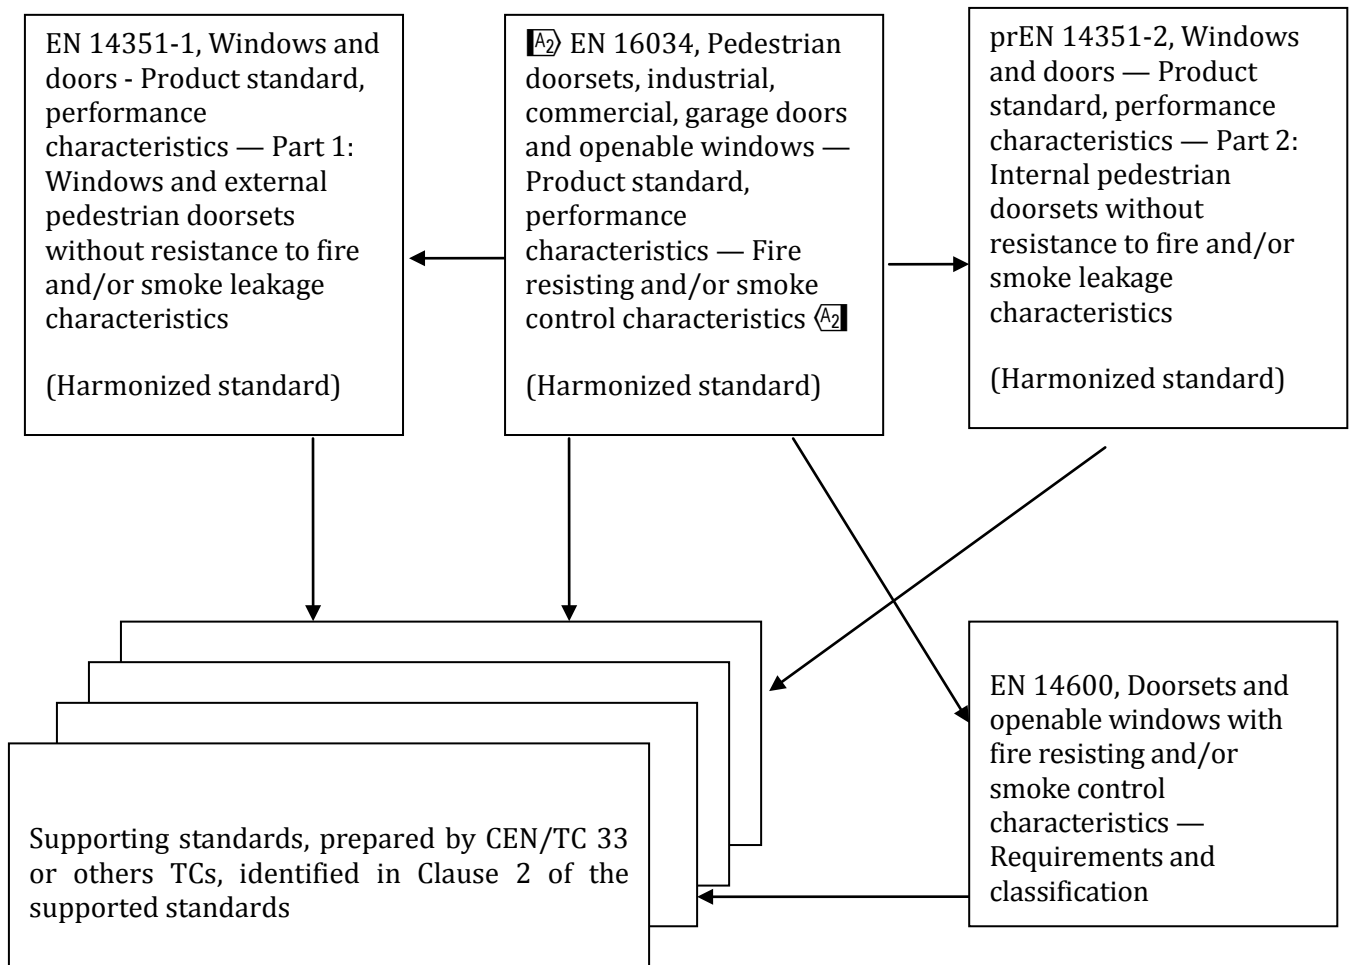 EN 14351-1, Windows and
doors - Product standard,
performance
characteristics — Part 1:
Windows and external
pedestrian doorsets
without resistance to fire
and/or smoke leakage
characteristics
(Harmonized standard)
A2 EN 16034, Pedestrian
doorsets, industrial,
commercial, garage doors
and openable windows —
Product standard,
performance
characteristics — Fire
resisting and/or smoke
control characteristics A2
(Harmonized standard)
prEN 14351-2, Windows
and doors — Product
standard, performance
characteristics — Part 2:
Internal pedestrian
doorsets without
resistance to fire and/or
smoke leakage
characteristics
(Harmonized standard)
Supporting standards, prepared by CEN/TC 33
or others TCs, identified in Clause 2 of the
supported standards
EN 14600, Doorsets and
openable windows with
fire resisting and/or
smoke control
characteristics —
Requirements and
classification